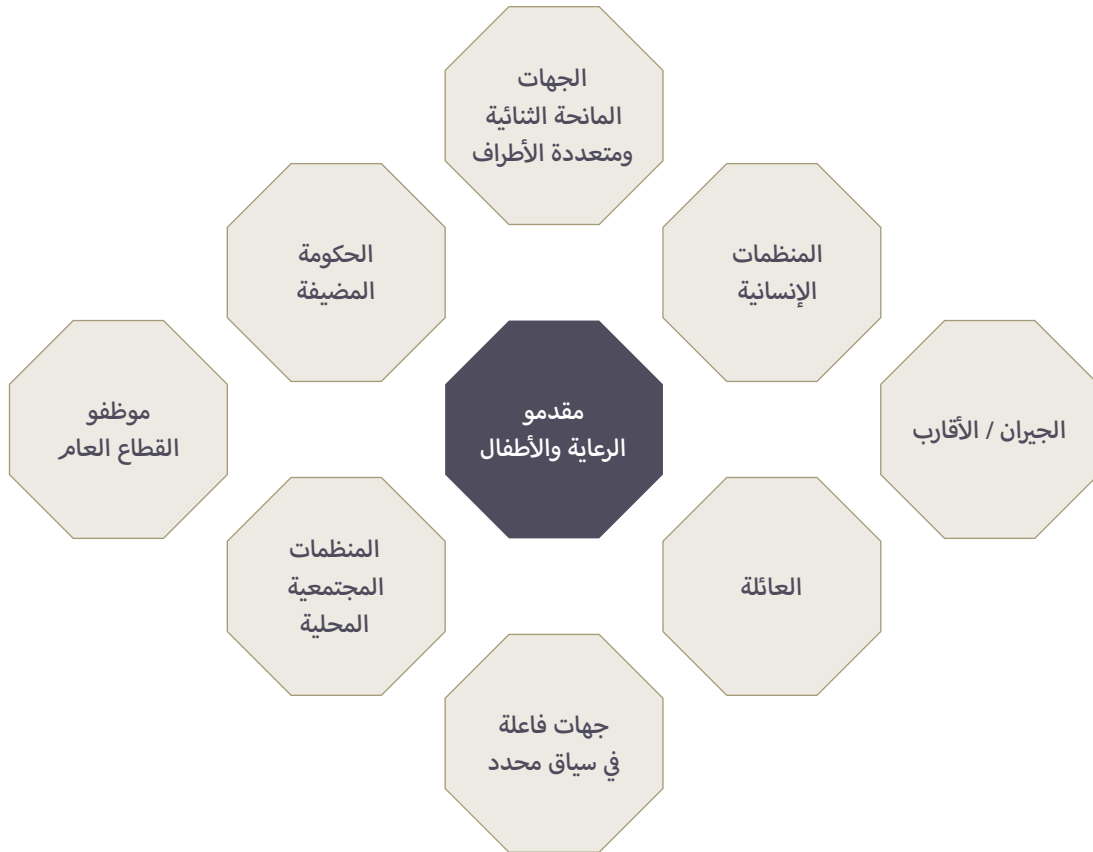 الجهات
المانحة الثنائية
ومتعددة الأطراف
المنظمات
الإنسانية
الحكومة
المضيفة
الجيران / الأقارب
مقدمو
الرعاية والأطفال
موظفو
القطاع العام
العائلة
المنظمات
المجتمعية
المحلية
جهات فاعلة
في سياق محدد